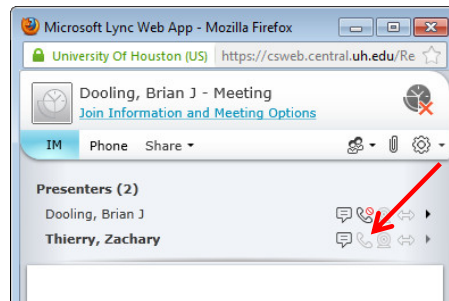 Microsoft Lync Web App - Mozilla Firefox
University Of Houston (US) https://csweb.central.uh.edu/Re
Dooling, Brian J - Meeting
Join Information and Meeting Options
IM Phone Share
Presenters (2)
Dooling, Brian J
Thierry, Zachary